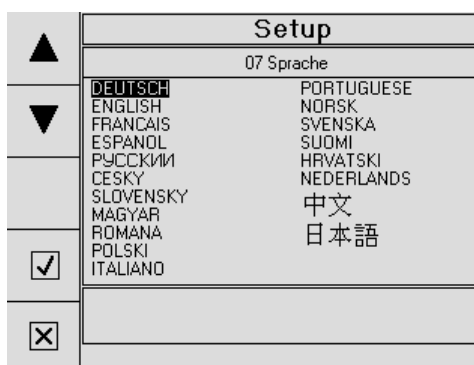 Setup
07 Sprache
DEUTSCH
ENGLISH
FRANCAIS
ESPANOL
РУССКИИ
CESKY
SLOVENSKY
MAGYAR
ROMANA
POLSKI
ITALIANO
PORTUGUESE
NORSK
SVENSKA
SUOMI
HRVATSKI
NEDERLANDS
中文
日本語